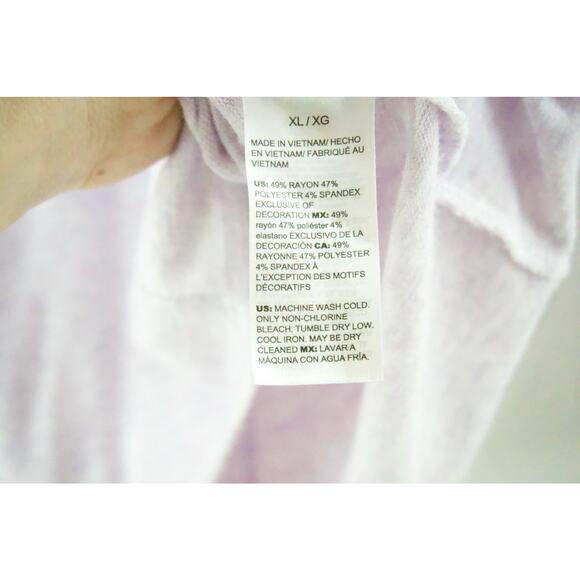 XL / XG
MADE IN VIETNAM/ HECHO
EN VIETNAM/ FABRIQUÉ AU
VIETNAM
US: 49% RAYON 47%
POLYESTER 4% SPANDEX
EXCLUSIVE OF
DECORATION MX: 49%
rayón 47% poliéster 4%
elastano EXCLUSIVO DE LA
DECORACIÓN CA: 49%
RAYONNE 47% POLYESTER
4% SPANDEX À
L'EXCEPTION DES MOTIFS
DÉCORATIFS
US: MACHINE WASH COLD.
ONLY NON-CHLORINE
BLEACH. TUMBLE DRY LOW.
COOL IRON. MAY BE DRY
CLEANED MX: LAVAR A
MÁQUINA CON AGUA FRÍA.